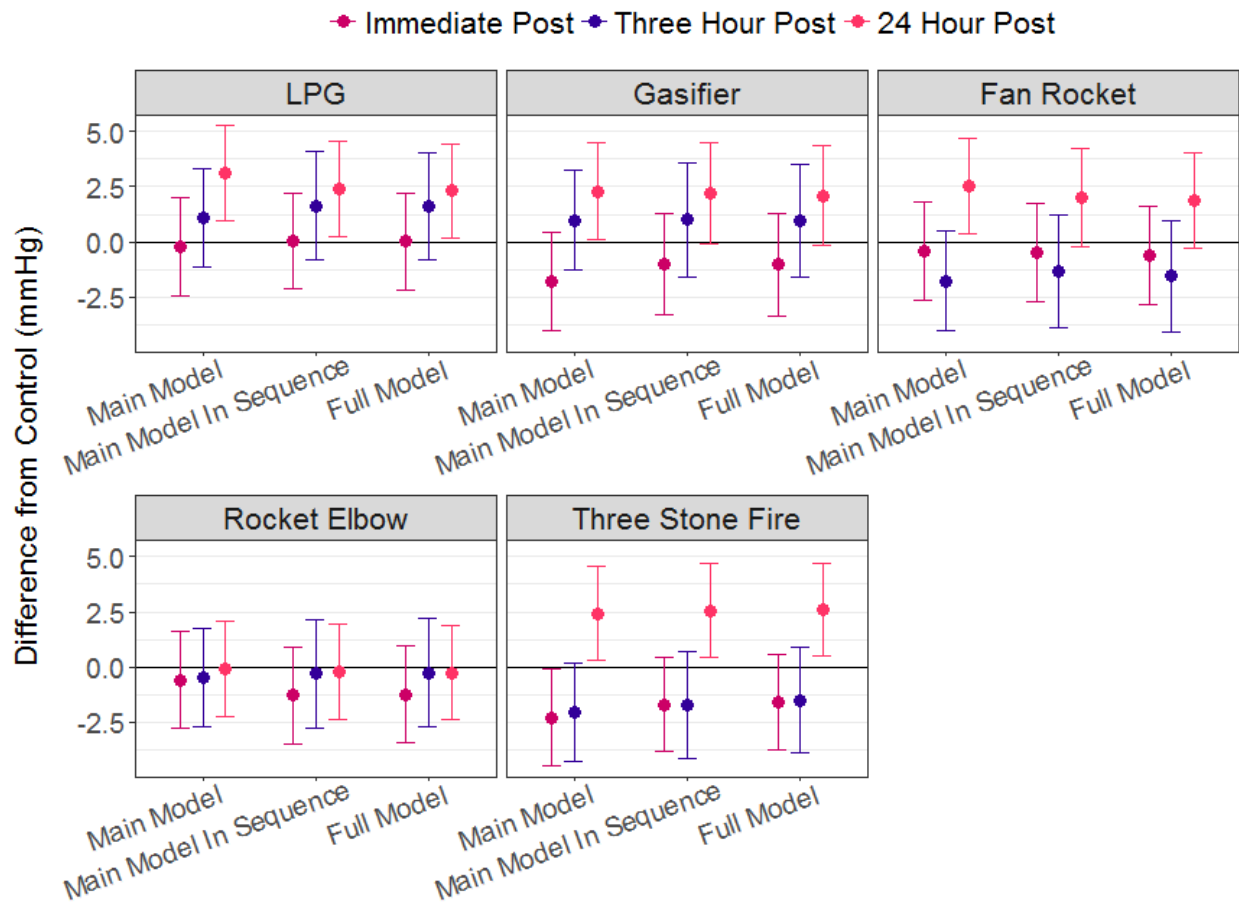 Immediate Post Three Hour Post 24 Hour Post
LPG Gasifier Fan Rocket
5.0
2.5
0.0
-2.5
Main Model Main Model In Sequence Full Model Main Model Main Model In Sequence Full Model Main Model Main Model In Sequence Full Model
Difference from Control (mmHg)
Rocket Elbow Three Stone Fire
5.0
2.5
0.0
-2.5
Main Model Main Model In Sequence Full Model Main Model Main Model In Sequence Full Model